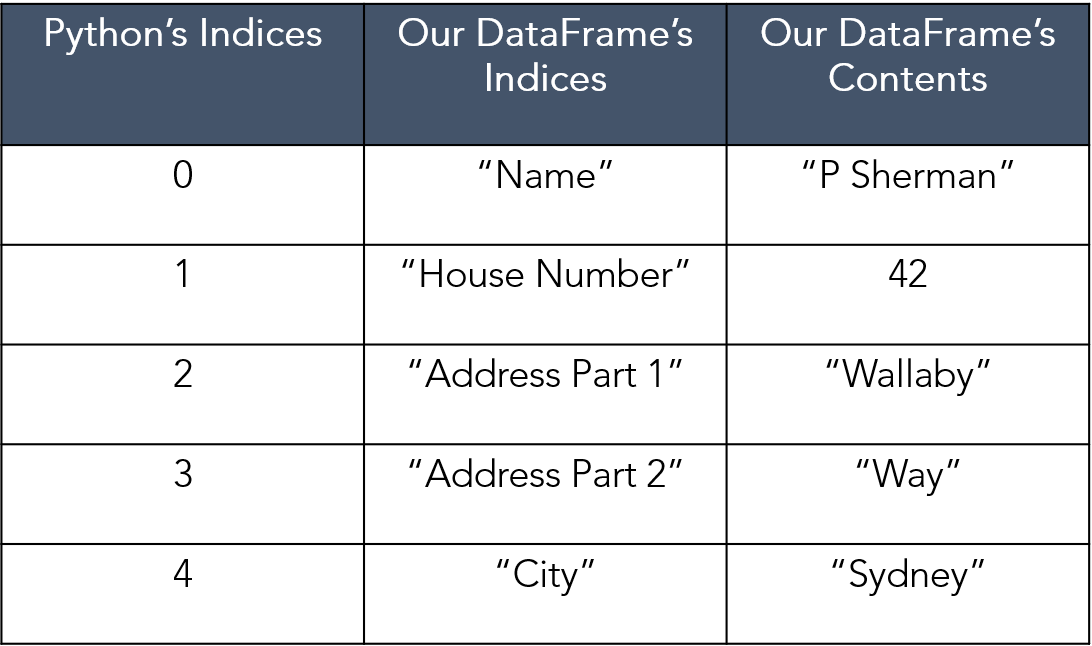 Python’s Indices
Our DataFrame’s
Indices
Our DataFrame’s
Contents
0
“Name”
“P Sherman”
1
“House Number”
42
2
“Address Part 1”
“Wallaby”
3
“Address Part 2”
“Way”
4
“City”
“Sydney”